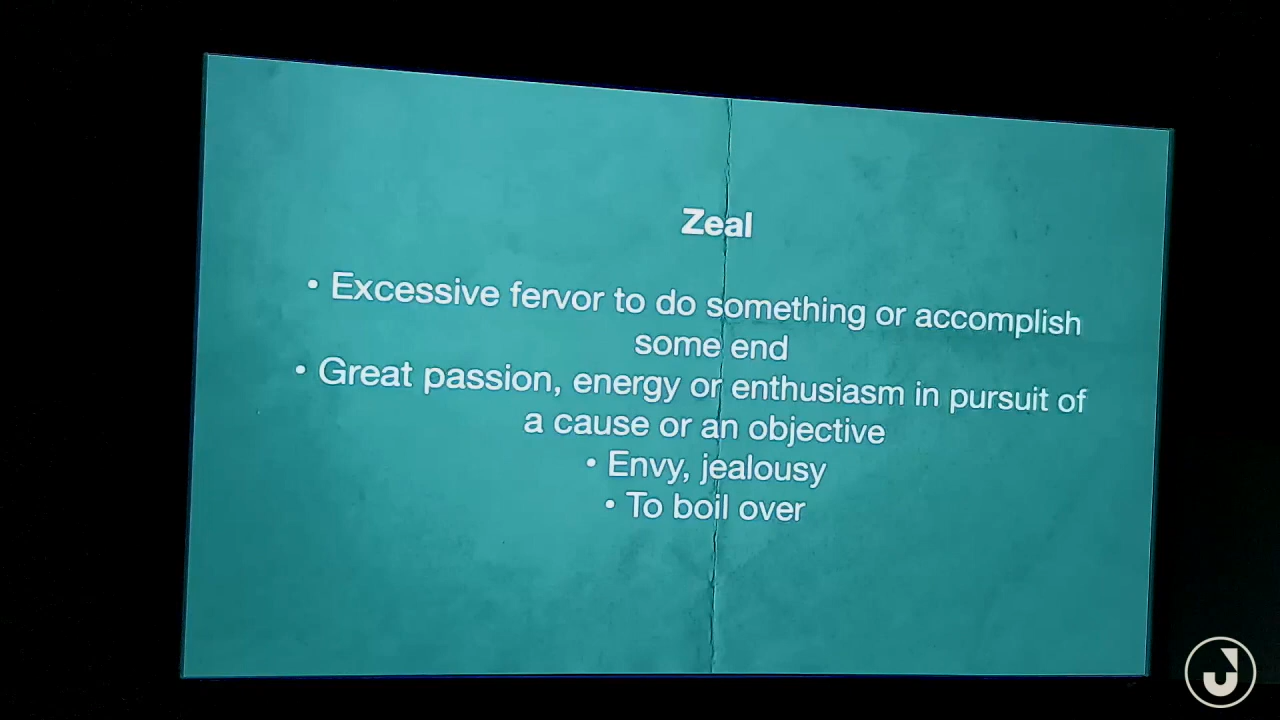 Zeal
• Excessive fervor to do something or accomplish
some end
• Great passion, energy or enthusiasm in pursuit of
a cause or an objective
• Envy, jealousy
• To boil over